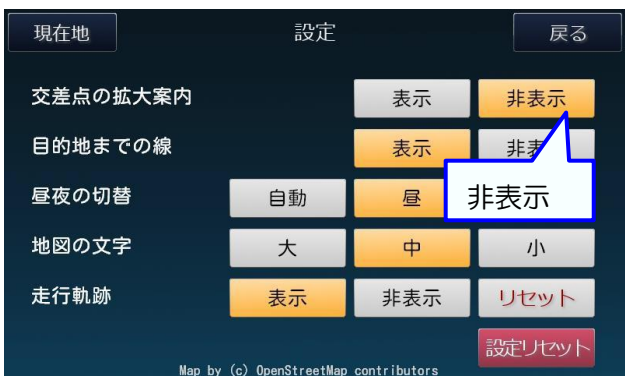 現在地 設定 戻る
交差点の拡大案内 表示 非表示
目的地までの線 表示
昼夜の切替 自動 昼
非表示
地図の文字 大 中 小
走行軌跡 表示 非表示 リセット
設定リセット
Map by (c) OpenStreetMap contributors